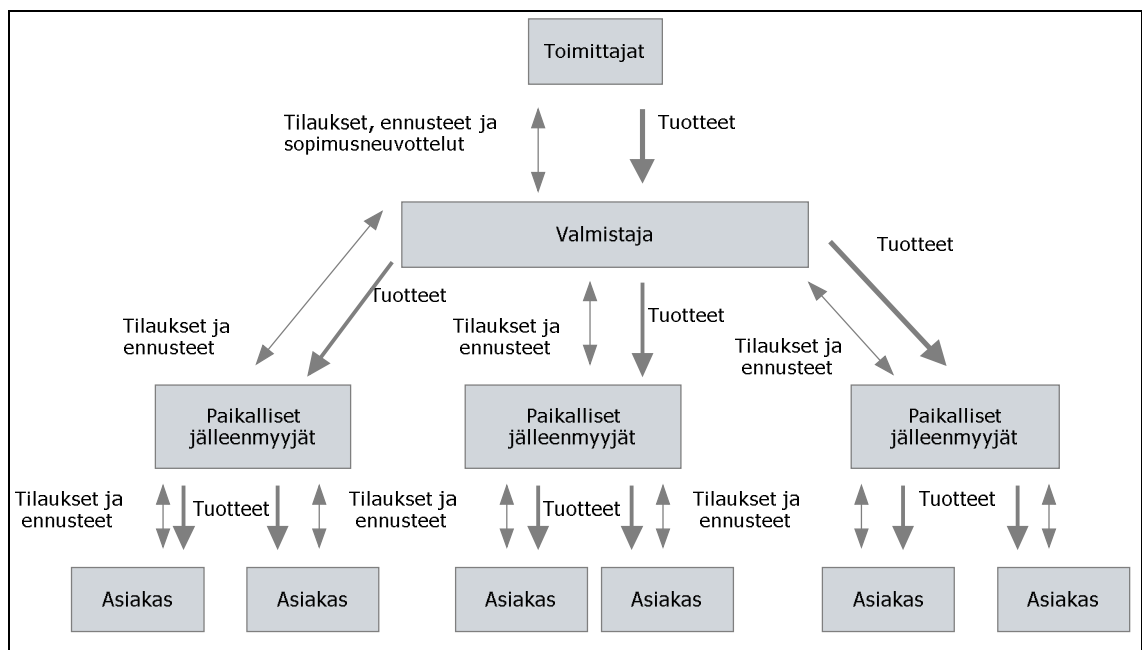 Toimittajat
Tilaukset, ennusteet ja
sopimusneuvottelut
Tuotteet
Valmistaja
Tuotteet
Tuotteet
Tilaukset ja
ennusteet
Tilaukset ja
ennusteet
Tuotteet
Tilaukset ja
ennusteet
Paikalliset
jälleenmyyjät
Paikalliset
jälleenmyyjät
Paikalliset
jälleenmyyjät
Tilaukset ja
ennusteet
Tuotteet
Tilaukset ja
ennusteet
Tuotteet
Tilaukset ja
ennusteet
Tuotteet
Asiakas
Asiakas
Asiakas
Asiakas
Asiakas
Asiakas